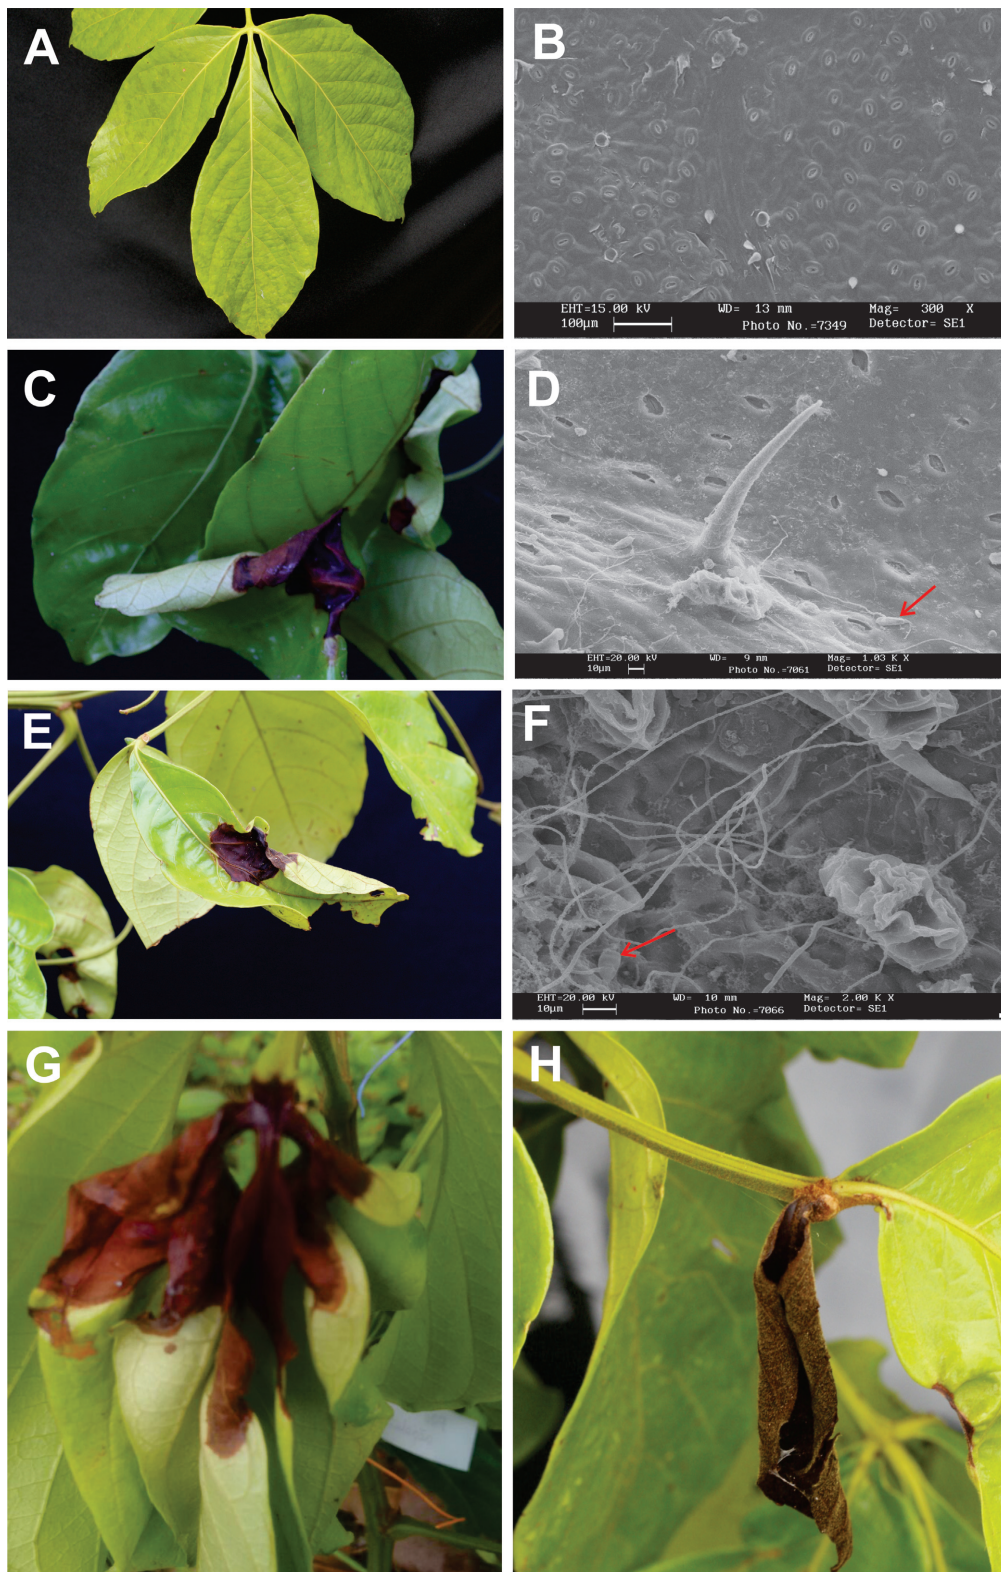 A
B
EHT=15.00 kV WD= 13 mm Mag= 300 X
100µm Photo No.=7349 Detector= SE1
C
D
EHT=20.00 kV WD= 9 mm Mag= 1.03 K X
10µm Photo No.=7061 Detector= SE1
E
F
EHT=20.00 kV WD= 10 mm Mag= 2.00 K X
10µm Photo No.=7066 Detector= SE1
G
H